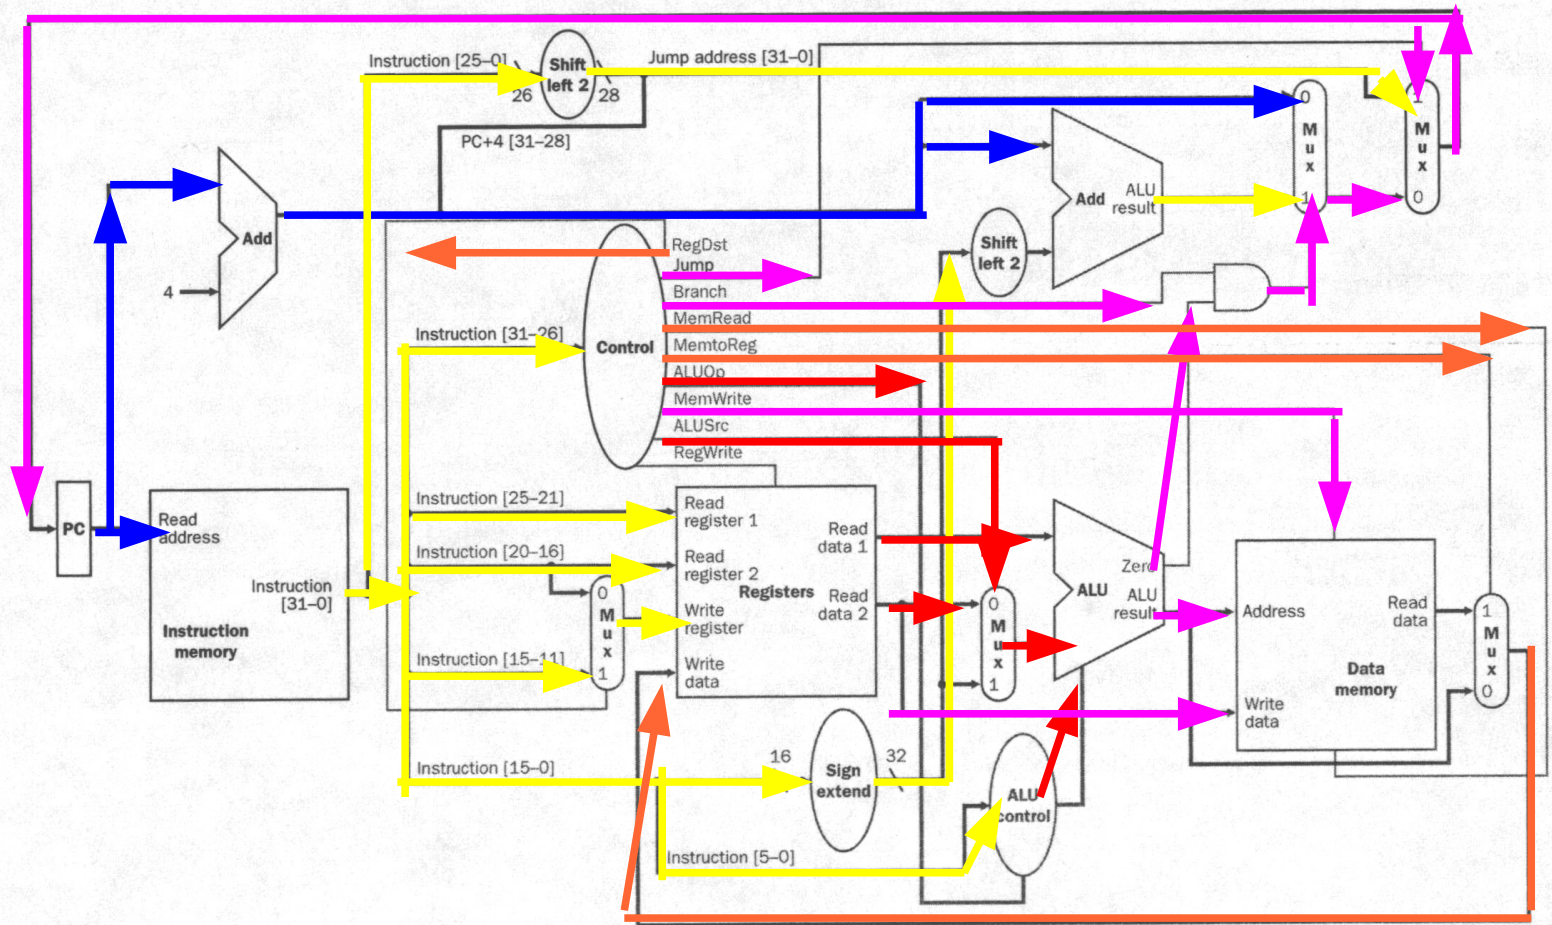 Instruction [25–0]
26
Shift
left 2
28
Jump address [31–0]
PC+4 [31–28]
Add
4
PC
Read
address
Instruction
[31–0]
Instruction
memory
Instruction [31–26]
Control
RegDst
Jump
Branch
MemRead
MemtoReg
ALUOp
MemWrite
ALUSrc
RegWrite
Instruction [25–21]
Instruction [20–16]
Instruction [15–11]
Instruction [15–0]
Instruction [5–0]
0
M
u
x
1
Read
register 1
Read
register 2
Write
register
Write
data
Registers
Read
data 1
Read
data 2
16
Sign
extend
32
Shift
left 2
Add
ALU
result
0
M
u
x
1
1
M
u
x
0
0
M
u
x
1
ALU
control
ALU
Zero
ALU
result
Address
Write
data
Read
data
Data
memory
1
M
u
x
0